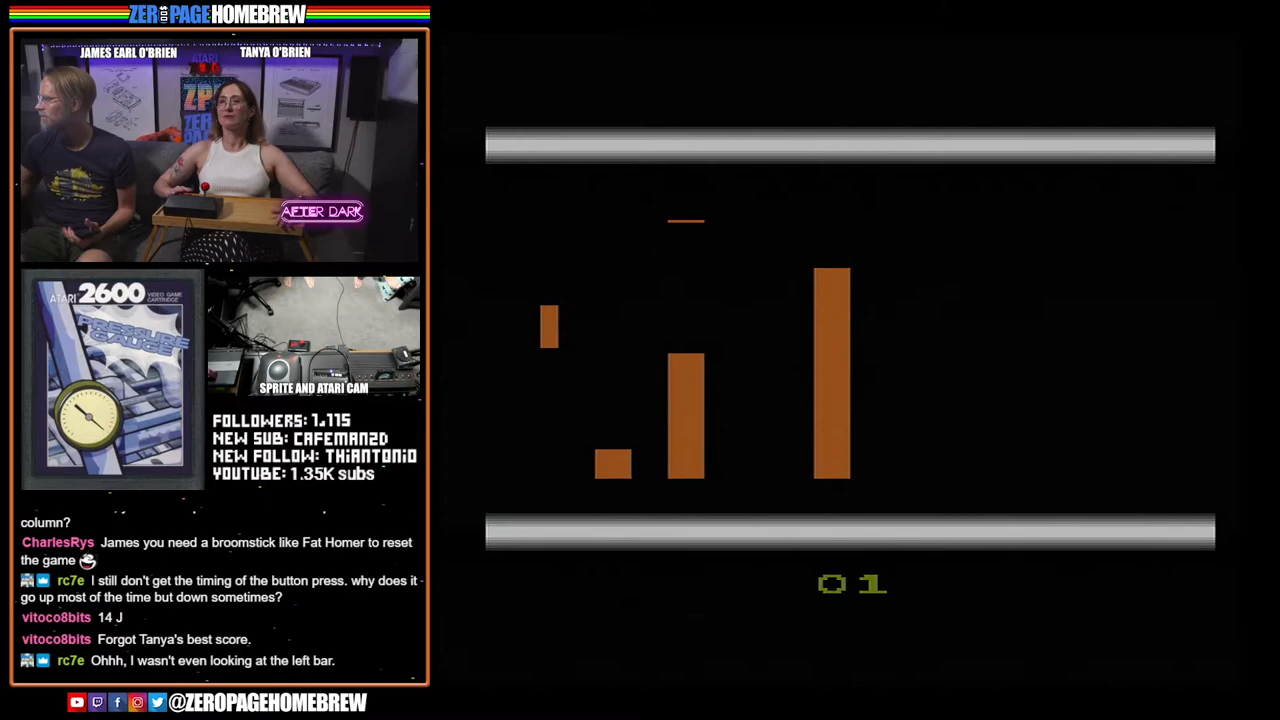 ZEROPAGE HOMEBREW
JAMES EARL O'BRIEN
TANYA O'BRIEN
ATARI
ZPH
AFTER DARK
ATARI 2600 VIDEO GAME CARTRIDGE
PRESSURE
GAUGE
SPRITE AND ATARI CAM
FOLLOWERS: 1,115
NEW SUB: CAFEMAN2D
NEW FOLLOW: THIANTONIO
YOUTUBE: 1.35K subs
column?
CharlesRys James you need a broomstick like Fat Homer to reset
the game
rc7e I still don't get the timing of the button press. why does it
go up most of the time but down sometimes?
vitoco8bits 14 J
vitoco8bits Forgot Tanya's best score.
rc7e Ohhh, I wasn't even looking at the left bar.
@ZEROPAGEHOMEBREW
01